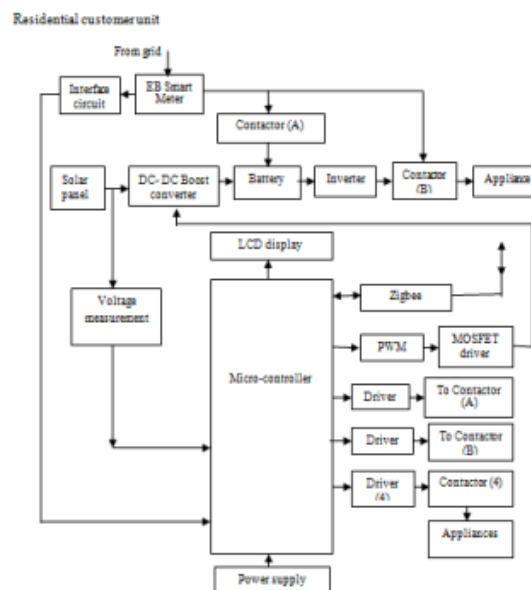 Residential customer unit
From grid
Interface
circuit
EB Smart
Meter
Contactor (A)
Solar
panel
DC- DC Boost
converter
Battery
Inverter
Contactor
(B)
Appliance
LCD display
Voltage
measurement
Zigbee
Micro-controller
PWM
MOSFET
driver
Driver
To Contactor
(A)
Driver
To Contactor
(B)
Driver
(4)
Contactor (4)
Appliances
Power supply